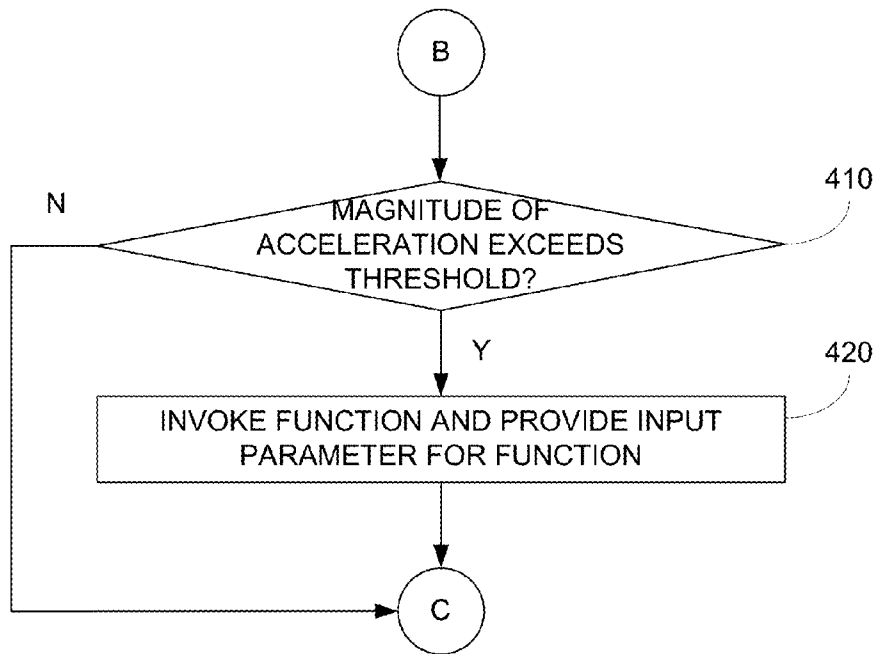 B
N
410
MAGNITUDE OF
ACCELERATION EXCEEDS
THRESHOLD?
Y
420
INVOKE FUNCTION AND PROVIDE INPUT
PARAMETER FOR FUNCTION
C